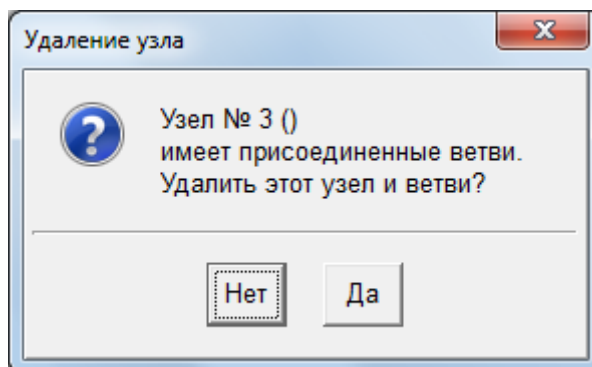 Удаление узла
Узел № 3 ()
имеет присоединенные ветви.
Удалить этот узел и ветви?
Нет
Да